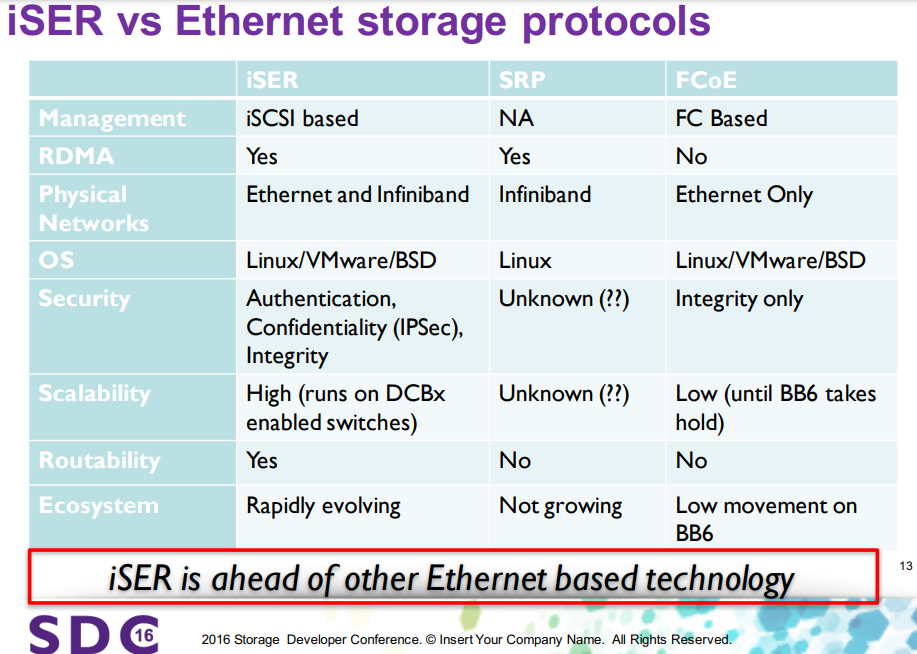 iSER vs Ethernet storage protocols
iSER SRP FCoE
Management iSCSI based NA FC Based
RDMA Yes Yes No
Physical Ethernet and Infiniband Infiniband Ethernet Only
Networks
OS Linux/VMware/BSD Linux Linux/VMware/BSD
Security Authentication, Unknown (??) Integrity only
Confidentiality (IPSec),
Integrity
Scalability High (runs on DCBx Unknown (??) Low (until BB6 takes
enabled switches) hold)
Routability Yes No No
Ecosystem Rapidly evolving Not growing Low movement on
BB6
iSER is ahead of other Ethernet based technology
13
SDC 16
2016 Storage Developer Conference. © Insert Your Company Name. All Rights Reserved.